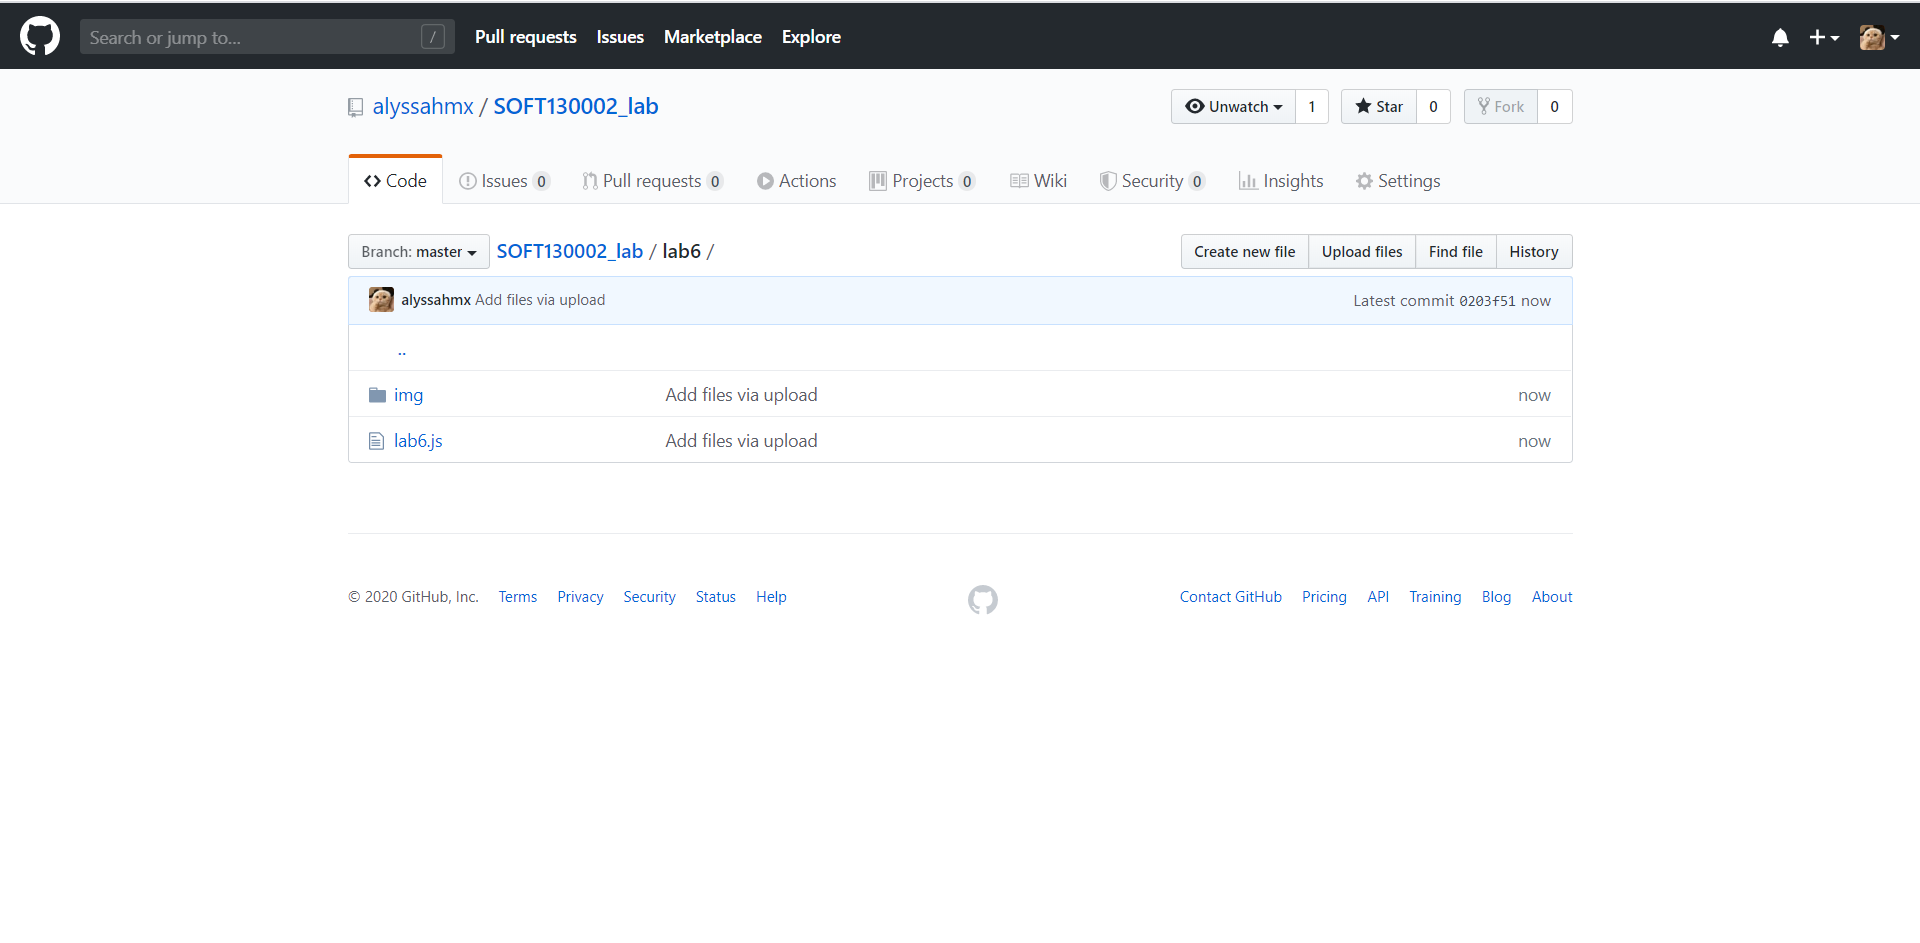 Search or jump to... /
Pull requests Issues Marketplace Explore
alyssahmx / SOFT130002_lab
Unwatch 1 Star 0 Fork 0
Code Issues 0 Pull requests 0 Actions Projects 0 Wiki Security 0 Insights Settings
Branch: master SOFT130002_lab / lab6 /
Create new file Upload files Find file History
alyssahmx Add files via upload Latest commit 0203f51 now
..
img Add files via upload now
lab6.js Add files via upload now
© 2020 GitHub, Inc. Terms Privacy Security Status Help
Contact GitHub Pricing API Training Blog About